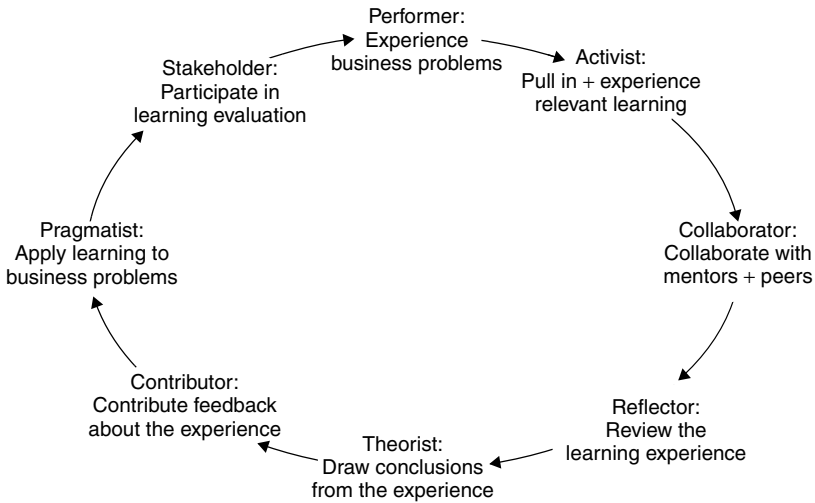 Performer:
Experience
business problems
Activist:
Pull in + experience
relevant learning
Collaborator:
Collaborate with
mentors + peers
Reflector:
Review the
learning experience
Theorist:
Draw conclusions
from the experience
Contributor:
Contribute feedback
about the experience
Pragmatist:
Apply learning to
business problems
Stakeholder:
Participate in
learning evaluation